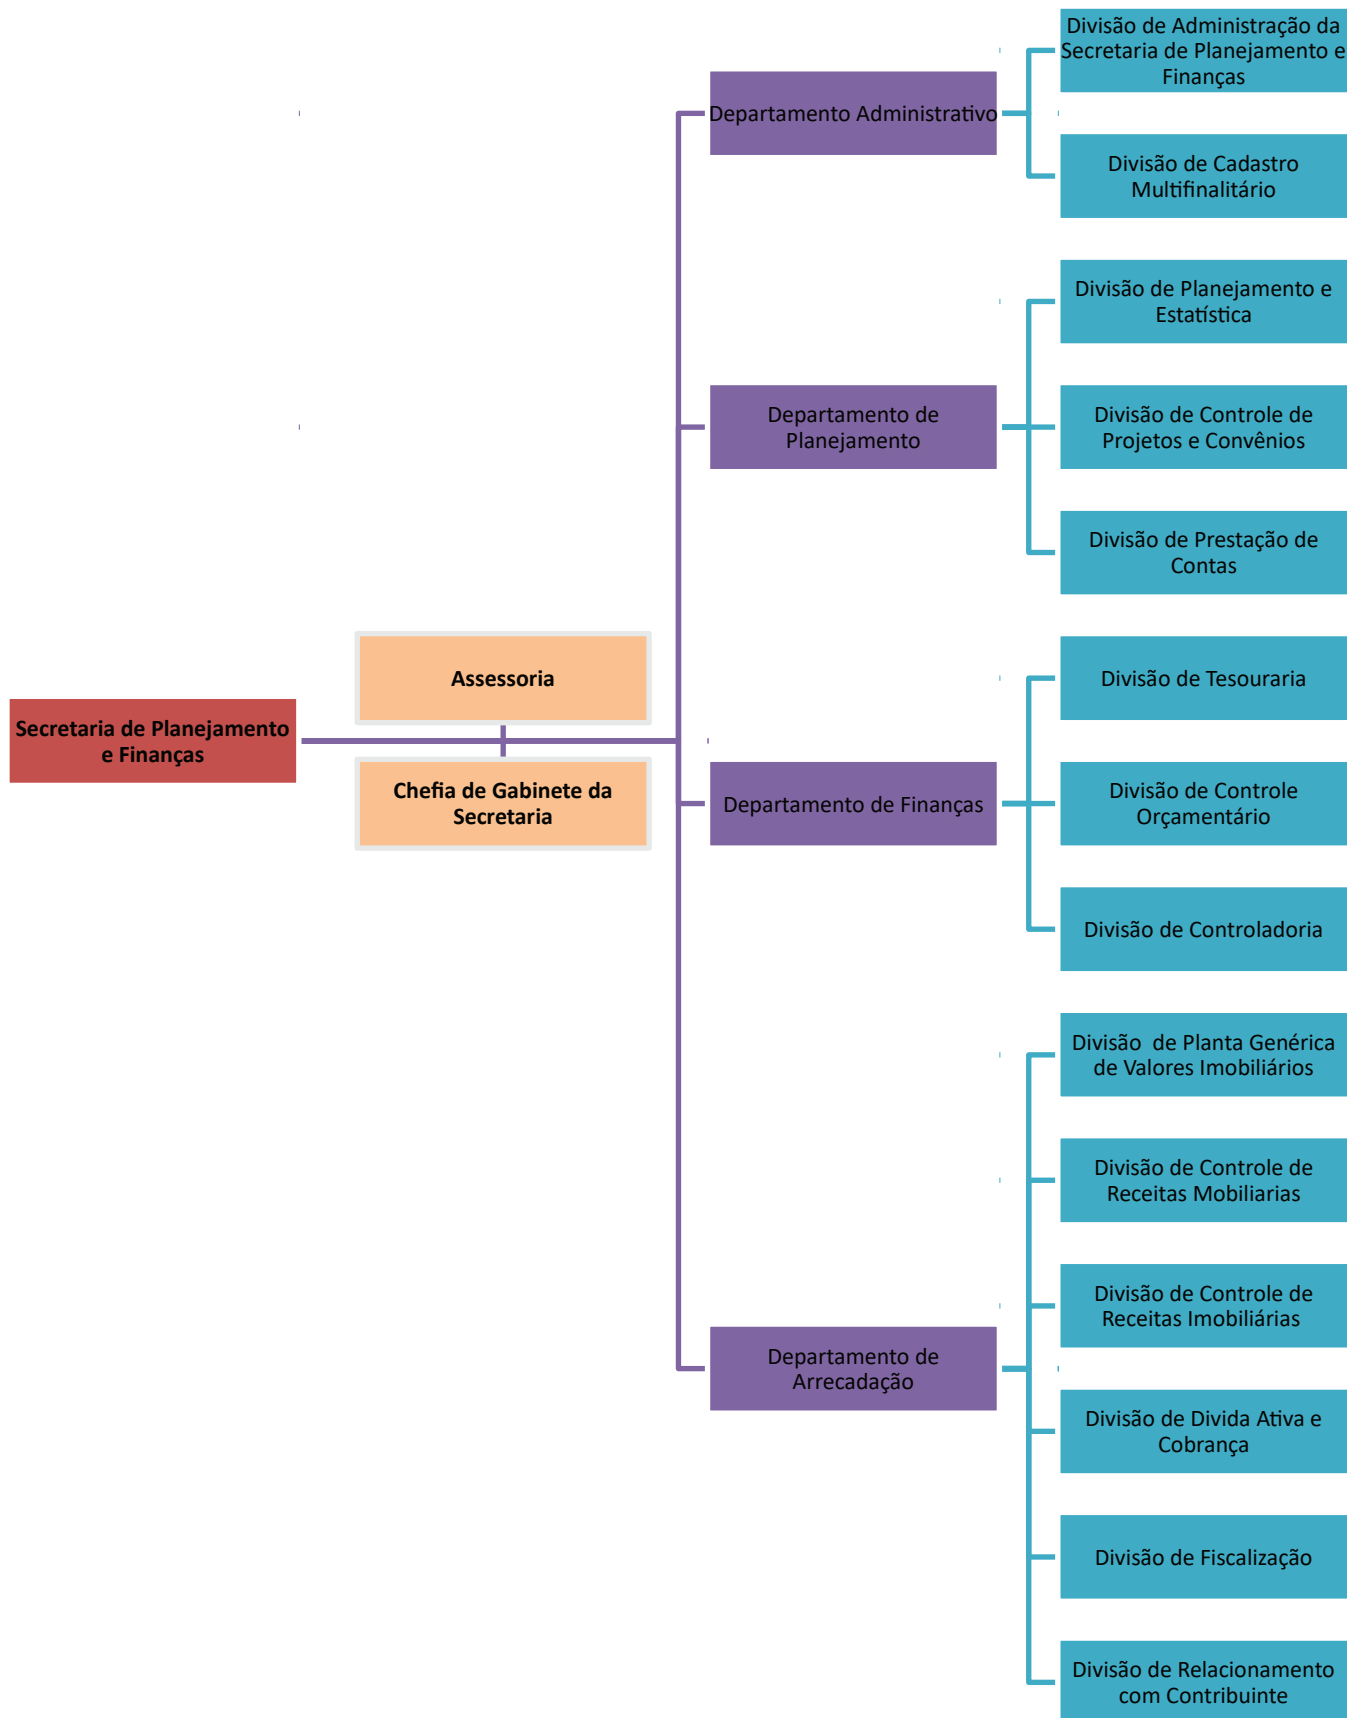 Secretaria de Planejamento
e Finanças
Assessoria
Chefia de Gabinete da
Secretaria
Departamento Administrativo
Divisão de Administração da
Secretaria de Planejamento e
Finanças
Divisão de Cadastro
Multifinalitário
Departamento de
Planejamento
Divisão de Planejamento e
Estatística
Divisão de Controle de
Projetos e Convênios
Divisão de Prestação de
Contas
Departamento de Finanças
Divisão de Tesouraria
Divisão de Controle
Orçamentário
Divisão de Controladoria
Departamento de
Arrecadação
Divisão  de Planta Genérica
de Valores Imobiliários
Divisão de Controle de
Receitas Mobiliarias
Divisão de Controle de
Receitas Imobiliárias
Divisão de Divida Ativa e
Cobrança
Divisão de Fiscalização
Divisão de Relacionamento
com Contribuinte